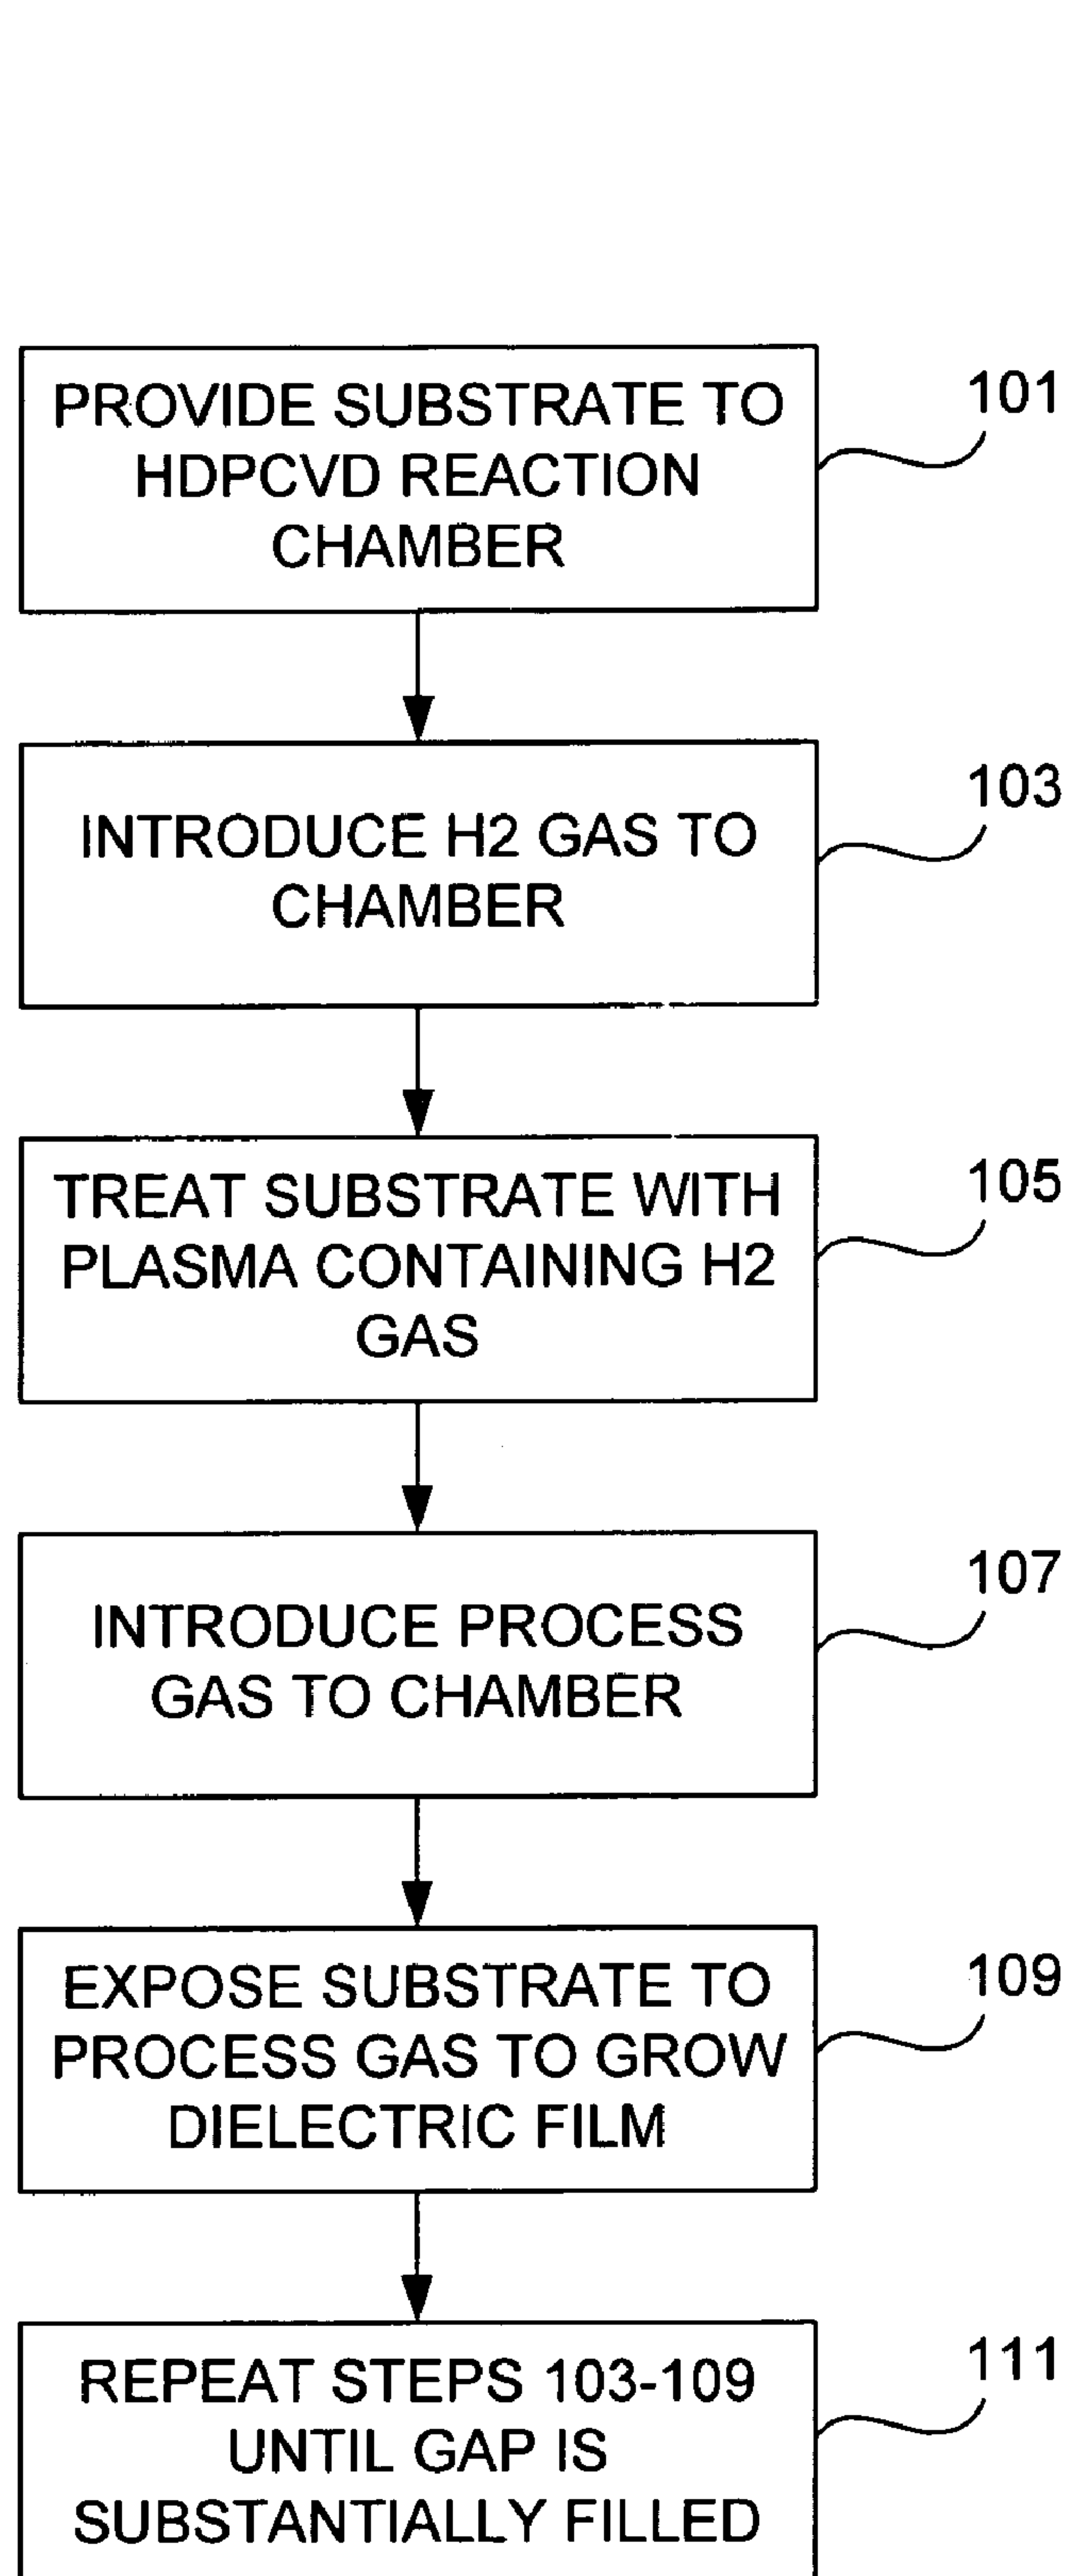 PROVIDE SUBSTRATE TO
HDPCVD REACTION
CHAMBER
101
INTRODUCE H2 GAS TO
CHAMBER
103
TREAT SUBSTRATE WITH
PLASMA CONTAINING H2
GAS
105
INTRODUCE PROCESS
GAS TO CHAMBER
107
EXPOSE SUBSTRATE TO
PROCESS GAS TO GROW
DIELECTRIC FILM
109
REPEAT STEPS 103-109
UNTIL GAP IS
SUBSTANTIALLY FILLED
111